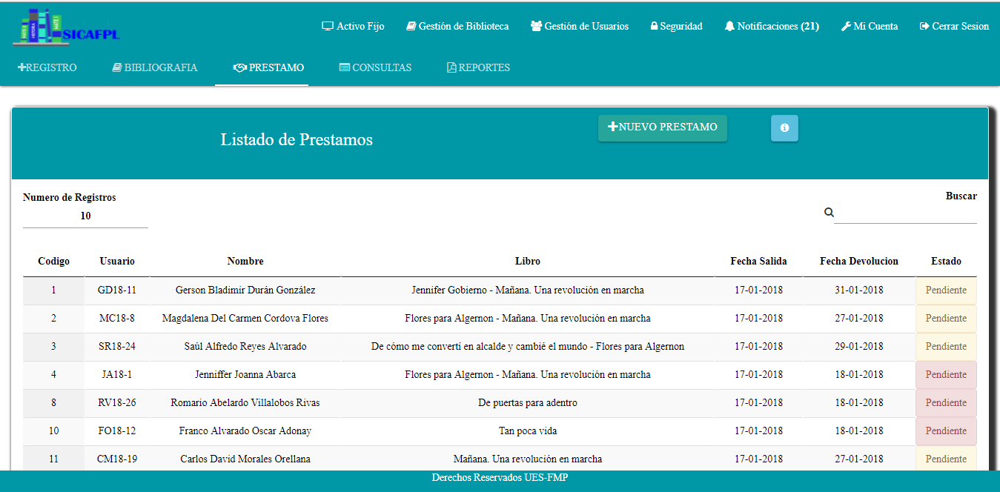 SICAFPL
Activo Fijo Gestión de Biblioteca Gestión de Usuarios Seguridad Notificaciones (21) Mi Cuenta Cerrar Sesion
REGISTRO BIBLIOGRAFIA PRESTAMO CONSULTAS REPORTES
Listado de Prestamos
NUEVO PRESTAMO
Numero de Registros
10
Buscar
Codigo Usuario Nombre Libro Fecha Salida Fecha Devolucion Estado
1 GD18-11 Gerson Bladimir Durán González Jennifer Gobierno - Mañana. Una revolución en marcha 17-01-2018 31-01-2018 Pendiente
2 MC18-8 Magdalena Del Carmen Cordova Flores Flores para Algernon - Mañana. Una revolución en marcha 17-01-2018 27-01-2018 Pendiente
3 SR18-24 Saúl Alfredo Reyes Alvarado De cómo me convertí en alcalde y cambié el mundo - Flores para Algernon 17-01-2018 29-01-2018 Pendiente
4 JA18-1 Jenniffer Joanna Abarca Flores para Algernon - Mañana. Una revolución en marcha 17-01-2018 18-01-2018 Pendiente
8 RV18-26 Romario Abelardo Villalobos Rivas De puertas para adentro 17-01-2018 18-01-2018 Pendiente
10 FO18-12 Franco Alvarado Oscar Adonay Tan poca vida 17-01-2018 18-01-2018 Pendiente
11 CM18-19 Carlos David Morales Orellana Mañana. Una revolución en marcha 17-01-2018 27-01-2018 Pendiente
Derechos Reservados UES-FMP